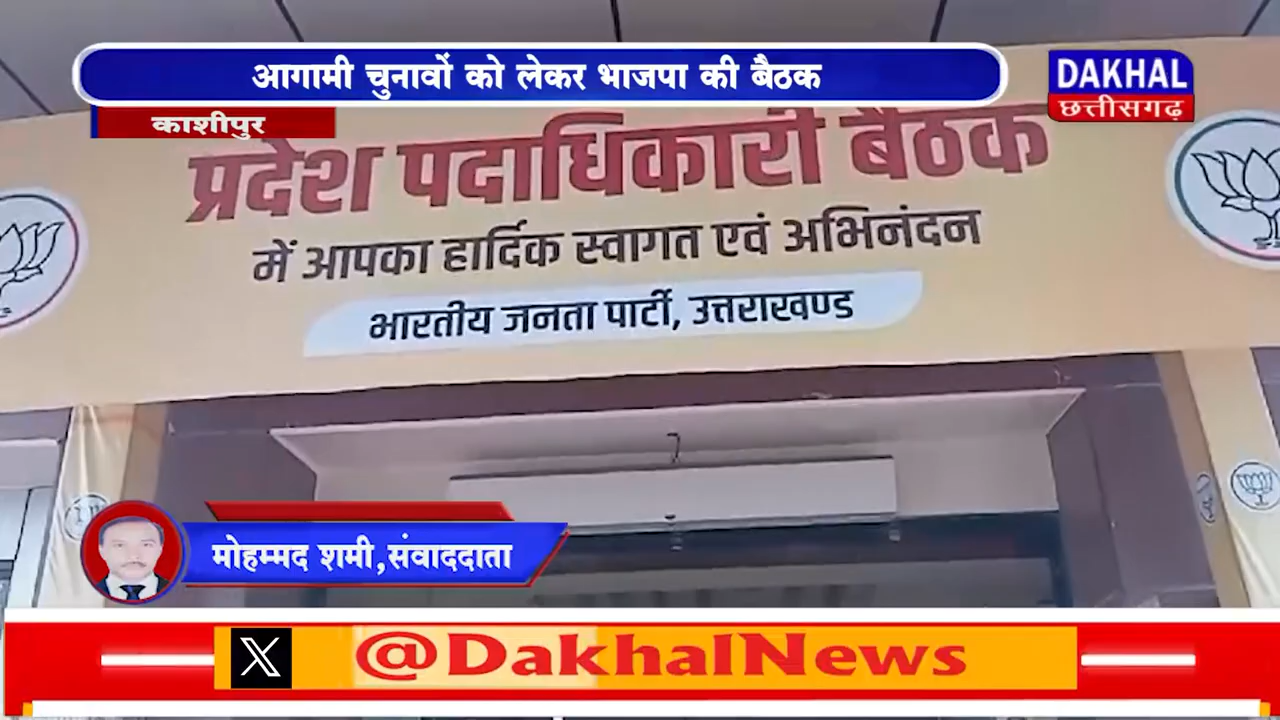 आगामी चुनावों को लेकर भाजपा की बैठक
DAKHAL
छत्तीसगढ़
काशीपुर
प्रदेश पदाधिकारी बैठक
में आपका हार्दिक स्वागत एवं अभिनंदन
भारतीय जनता पार्टी, उत्तराखण्ड
मोहम्मद शमी,संवाददाता
X @DakhalNews